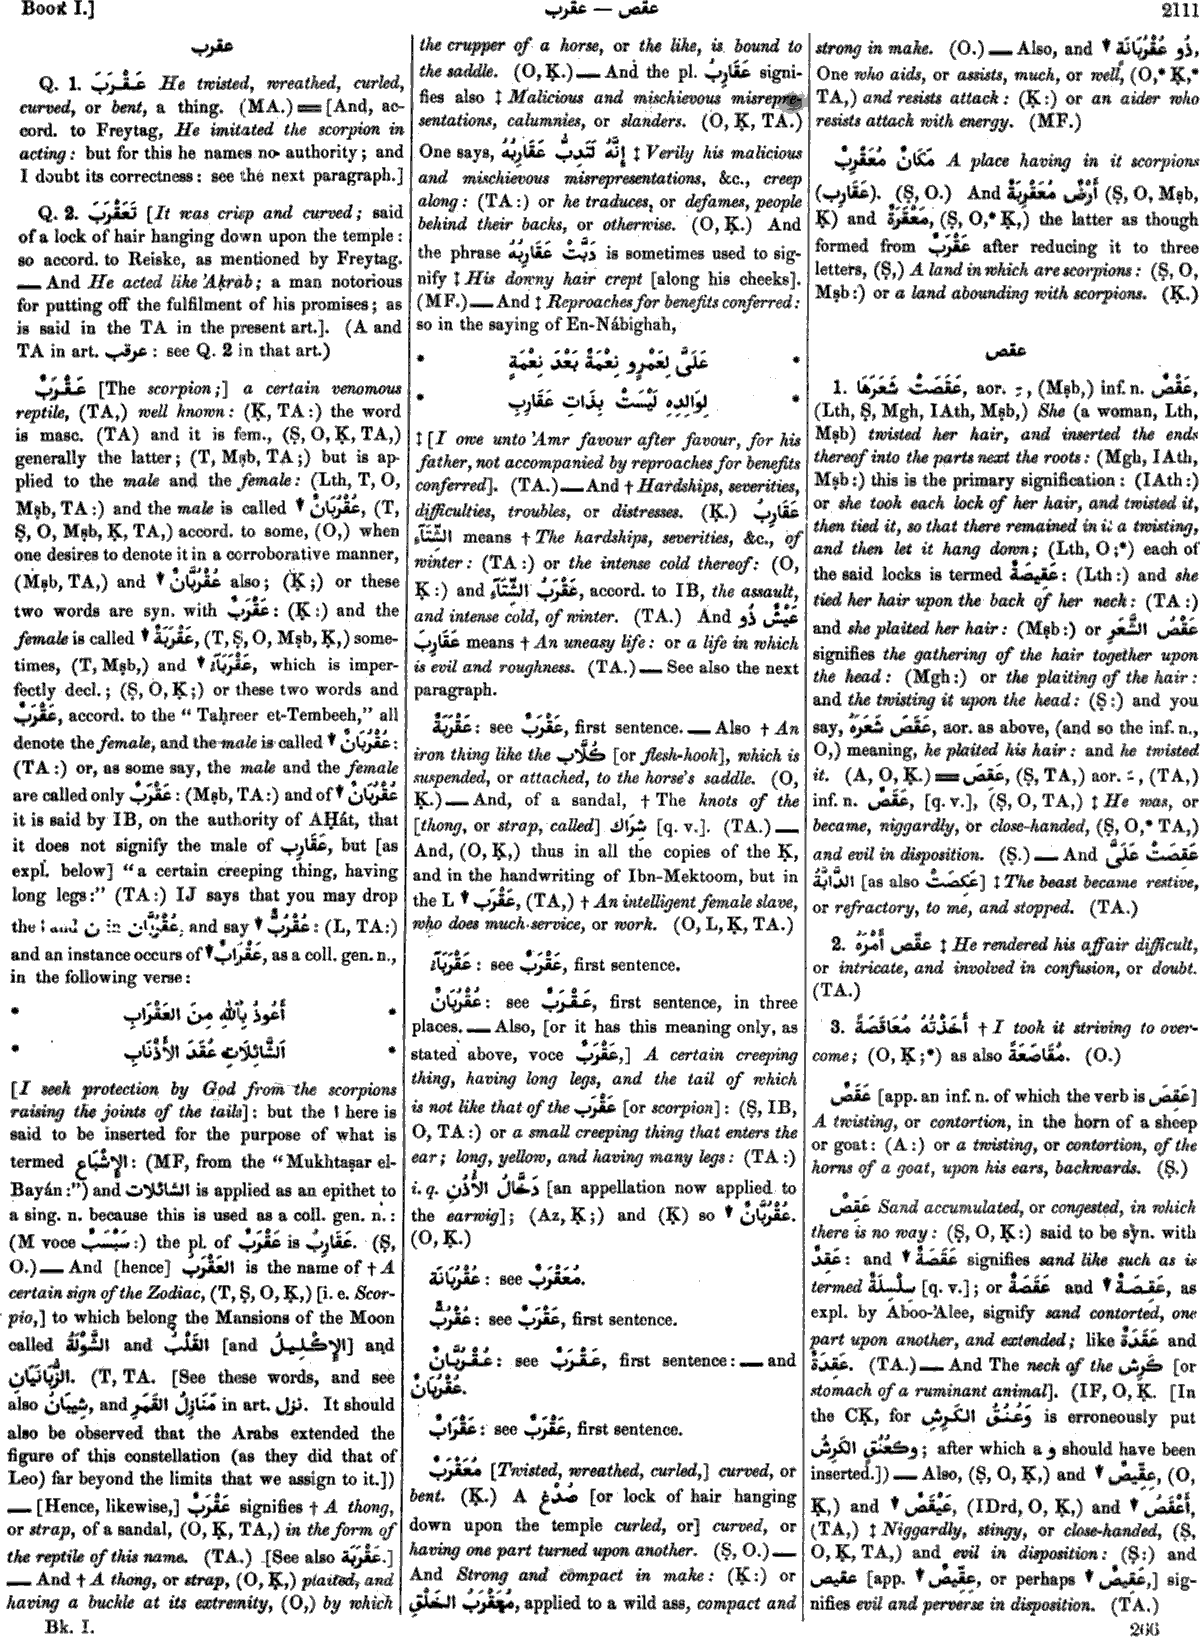 Book I.]
عقرب — عقص
2111
عقرب
Q. 1. عَقْرَبَ He twisted, wreathed, curled,
curved, or bent, a thing. (MA.) ═ [And, ac-
cord. to Freytag, He imitated the scorpion in
acting: but for this he names no authority; and
I doubt its correctness: see the next paragraph.]
Q. 2. تَعَقْرَبَ [It was crisp and curved; said
of a lock of hair hanging down upon the temple:
so accord. to Reiske, as mentioned by Freytag.
— And He acted like ’Aḳrab; a man notorious
for putting off the fulfilment of his promises; as
is said in the TA in the present art.]. (A and
TA in art. عرقب: see Q. 2 in that art.)
عَقْرَبٌ [The scorpion;] a certain venomous
reptile, (TA,) well known: (Ḳ, TA:) the word
is masc. (TA) and it is fem., (Ṣ, O, Ḳ, TA,)
generally the latter; (T, Mṣb, TA;) but is ap-
plied to the male and the female: (Lth, T, O,
Mṣb, TA:) and the male is called ▼ عُقْرُبَانٌ, (T,
Ṣ, O, Mṣb, Ḳ, TA,) accord. to some, (O,) when
one desires to denote it in a corroborative manner,
(Mṣb, TA,) and ▼ عُقْرُبَّانٌ also; (Ḳ;) or these
two words are syn. with عَقْرَبٌ: (Ḳ:) and the
female is called ▼ عَقْرَبَةٌ, (T, Ṣ, O, Mṣb, Ḳ,) some-
times, (T, Mṣb,) and ▼ عَقْرَبَآءُ, which is imper-
fectly decl.; (Ṣ, O, Ḳ;) or these two words and
عَقْرَبٌ, accord. to the “Taḥreer et-Tembeeh,” all
denote the female, and the male is called ▼ عُقْرُبَانٌ:
(TA:) or, as some say, the male and the female
are called only عَقْرَبٌ: (Mṣb, TA:) and of ▼ عُقْرُبَانٌ
it is said by IB, on the authority of AḤát, that
it does not signify the male of عَقَارِب, but [as
expl. below] “a certain creeping thing, having
long legs:” (TA:) IJ says that you may drop
the ا and ن in عُقْرُبَّان, and say ▼ عُقْرُبٌّ: (L, TA:)
and an instance occurs of ▼ عَقْرَابٌ, as a coll. gen. n.,
in the following verse:
* أَعُوذُ بِٱللّٰهِ مِنَ العَقْرَابِ *
* اَلشَّائِلَاتِ عُقَدَ الأَذْنَابِ *
[I seek protection by God from the scorpions
raising the joints of the tails]: but the ا here is
said to be inserted for the purpose of what is
termed الإِشْبَاع: (MF, from the “Mukhtaṣar el-
Bayán:”) and الشائلات is applied as an epithet to
a sing. n. because this is used as a coll. gen. n.:
(M voce سَبْسَبٌ:) the pl. of عَقْرَبٌ is عَقَارِبُ. (Ṣ,
O.) — And [hence] العَقْرَبُ is the name of † A
certain sign of the Zodiac, (T, Ṣ, O, Ḳ,) [i. e. Scor-
pio,] to which belong the Mansions of the Moon
called الشَّوْلَةُ and القَلْبُ and [الإِكْلِيلُ and]
الزُّبَانَيَانِ. (T, TA. [See these words, and see
also شِيبَانُ, and مَنَازِلُ القَمَرِ in art. نزل. It should
also be observed that the Arabs extended the
figure of this constellation (as they did that of
Leo) far beyond the limits that we assign to it.])
— [Hence, likewise,] عَقْرَبٌ signifies † A thong,
or strap, of a sandal, (O, Ḳ, TA,) in the form of
the reptile of this name. (TA.) [See also عَقْرَبَةٌ.]
— And † A thong, or strap, (O, Ḳ,) plaited, and
having a buckle at its extremity, (O,) by which
Bk. I.
the crupper of a horse, or the like, is bound to
the saddle. (O, Ḳ.) — And the pl. عَقَارِبُ signi-
fies also ‡ Malicious and mischievous misrepre-
sentations, calumnies, or slanders. (O, Ḳ, TA.)
One says, إِنَّهُ لَتَدِبُّ عَقَارِبُهُ ‡ Verily his malicious
and mischievous misrepresentations, &c., creep
along: (TA:) or he traduces, or defames, people
behind their backs, or otherwise. (O, Ḳ.) And
the phrase دَبَّتْ عَقَارِبُهُ is sometimes used to sig-
nify ‡ His downy hair crept [along his cheeks].
(MF.) — And ‡ Reproaches for benefits conferred:
so in the saying of En-Nábighah,
* عَلَىَّ لِعَمْرٍو نِعْمَةٌ بَعْدَ نِعْمَةٍ *
* لِوَالِدِهِ لَيْسَتْ بِذَاتِ عَقَارِبِ *
‡ [I owe unto ’Amr favour after favour, for his
father, not accompanied by reproaches for benefits
conferred]. (TA.) — And † Hardships, severities,
difficulties, troubles, or distresses. (Ḳ.) عَقَارِبُ
الشِّتَآءِ means † The hardships, severities, &c., of
winter: (TA:) or the intense cold thereof: (O,
Ḳ:) and عَقْرَبُ الشِّتَآءِ, accord. to IB, the assault,
and intense cold, of winter. (TA.) And عَيْشٌ ذُو
عَقَارِبَ means † An uneasy life: or a life in which
is evil and roughness. (TA.) — See also the next
paragraph.
عَقْرَبَةٌ: see عَقْرَبٌ, first sentence. — Also † An
iron thing like the كُلَّاب [or flesh-hook], which is
suspended, or attached, to the horse's saddle. (O,
Ḳ.) — And, of a sandal, † The knots of the
[thong, or strap, called] شِرَاك [q. v.]. (TA.) —
And, (O, Ḳ,) thus in all the copies of the Ḳ,
and in the handwriting of Ibn-Mektoom, but in
the L ▼ عَقْرَب, (TA,) † An intelligent female slave,
who does much service, or work. (O, L, Ḳ, TA.)
عَقْرَبَآءُ: see عَقْرَبٌ, first sentence.
عُقْرُبَانٌ: see عَقْرَبٌ, first sentence, in three
places. — Also, [or it has this meaning only, as
stated above, voce عَقْرَبٌ,] A certain creeping
thing, having long legs, and the tail of which
is not like that of the عَقْرَب [or scorpion]: (Ṣ, IB,
O, TA:) or a small creeping thing that enters the
ear; long, yellow, and having many legs: (TA:)
i. q. دَخَّالُ الأُذُنِ [an appellation now applied to
the earwig]; (Az, Ḳ;) and (Ḳ) so ▼ عُقْرُبَّانٌ.
(O, Ḳ.)
عُقْرُبَانَةٌ: see مُعَقْرَبٌ.
عُقْرُبٌّ: see عَقْرَبٌ, first sentence.
عُقْرُبَّانٌ: see عَقْرَبٌ, first sentence: — and
عُقْرُبَانٌ.
عَقْرَابٌ: see عَقْرَبٌ, first sentence.
مُعَقْرَبٌ [Twisted, wreathed, curled,] curved, or
bent. (Ḳ.) A صُدْغ [or lock of hair hanging
down upon the temple curled, or] curved, or
having one part turned upon another. (Ṣ, O.) —
And Strong and compact in make: (Ḳ:) or
مُعَقْرَبُ الخَلْقِ, applied to a wild ass, compact and
strong in make. (O.) — Also, and ▼ ذُو عُقْرُبَانَةٍ,
One who aids, or assists, much, or well, (O,* Ḳ,*
TA,) and resists attack: (Ḳ:) or an aider who
resists attack with energy. (MF.)
مَكَانٌ مُعَقْرِبٌ A place having in it scorpions
(عَقَارِب). (Ṣ, O.) And أَرْضٌ مُعَقْرِبَةٌ (Ṣ, O, Mṣb,
Ḳ) and مَعْقَرَةٌ, (Ṣ, O,* Ḳ,) the latter as though
formed from عَقْرَبٌ after reducing it to three
letters, (Ṣ,) A land in which are scorpions: (Ṣ, O,
Mṣb:) or a land abounding with scorpions. (Ḳ.)
عقص
1. عَقَصَتْ شَعَرَهَا, aor. ـِ, (Mṣb,) inf. n. عَقْصٌ,
(Lth, Ṣ, Mgh, IAth, Mṣb,) She (a woman, Lth,
Mṣb) twisted her hair, and inserted the ends
thereof into the parts next the roots: (Mgh, IAth,
Mṣb:) this is the primary signification: (IAth:)
or she took each lock of her hair, and twisted it,
then tied it, so that there remained in it a twisting,
and then let it hang down; (Lth, O;*) each of
the said locks is termed عَقِيصَةٌ: (Lth:) and she
tied her hair upon the back of her neck: (TA:)
and she plaited her hair: (Mṣb:) or عَقْصُ الشَّعَرِ
signifies the gathering of the hair together upon
the head: (Mgh:) or the plaiting of the hair:
and the twisting it upon the head: (Ṣ:) and you
say, عَقَصَ شَعَرَهُ, aor. as above, (and so the inf. n.,
O,) meaning, he plaited his hair: and he twisted
it. (A, O, Ḳ.) ═ عَقِصَ, (Ṣ, TA,) aor. ـَ, (TA,)
inf. n. عَقَصٌ, [q. v.], (Ṣ, O, TA,) ‡ He was, or
became, niggardly, or close-handed, (Ṣ, O,* TA,)
and evil in disposition. (Ṣ.) — And عَقِصَتْ عَلَىَّ
الدَّابَّةُ [as also عَكِصَتْ] ‡ The beast became restive,
or refractory, to me, and stopped. (TA.)
2. عقّص أَمْرَهُ ‡ He rendered his affair difficult,
or intricate, and involved in confusion, or doubt.
(TA.)
3. أَخَذْتُهُ مُعَاقَصَةً † I took it striving to over-
come; (O, Ḳ;*) as also مُقَاصَعَةً. (O.)
عَقَصٌ [app. an inf. n. of which the verb is عَقِصَ]
A twisting, or contortion, in the horn of a sheep
or goat: (A:) or a twisting, or contortion, of the
horns of a goat, upon his ears, backwards. (Ṣ.)
عَقِصٌ Sand accumulated, or congested, in which
there is no way: (Ṣ, O, Ḳ:) said to be syn. with
عَقِدٌ: and ▼ عَقَصَةٌ signifies sand like such as is
termed سِلْسِلَةٌ [q. v.]; or عَقَصَةٌ and ▼ عَقِصَةٌ, as
expl. by Aboo-’Alee, signify sand contorted, one
part upon another, and extended; like عَقَدَةٌ and
عَقِدَةٌ. (TA.) — And The neck of the كَرِش [or
stomach of a ruminant animal]. (IF, O, Ḳ. [In
the CḲ, for وَعُنُقُ الكَرِشِ is erroneously put
وكَعُنُقِ الكَرِشُ; after which a و should have been
inserted.]) — Also, (Ṣ, O, Ḳ,) and ▼ عِقِّيصٌ, (O,
Ḳ,) and ▼ عَيْقَصٌ, (IDrd, O, Ḳ,) and ▼ أَعْقَصُ,
(TA,) ‡ Niggardly, stingy, or close-handed, (Ṣ,
O, Ḳ, TA,) and evil in disposition: (Ṣ:) and
عقيص [app. ▼ عِقِّيصٌ, or perhaps ▼ عَقِيصٌ,] sig-
nifies evil and perverse in disposition. (TA.)
266